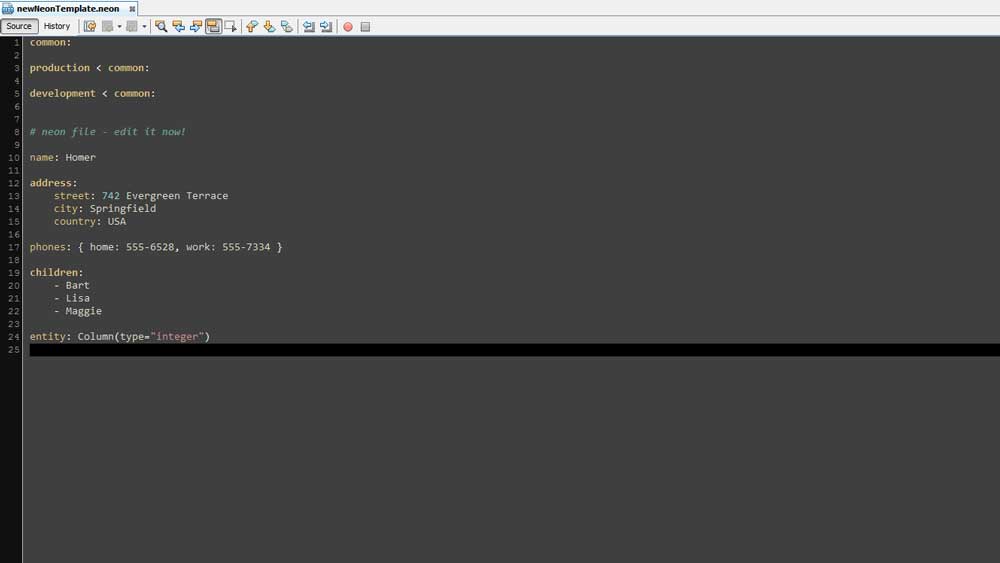 newNeonTemplate.neon
Source History
1 common:
2
3 production < common:
4
5 development < common:
6
7
8 # neon file - edit it now!
9
10 name: Homer
11
12 address:
13     street: 742 Evergreen Terrace
14     city: Springfield
15     country: USA
16
17 phones: { home: 555-6528, work: 555-7334 }
18
19 children:
20     - Bart
21     - Lisa
22     - Maggie
23
24 entity: Column(type="integer")
25